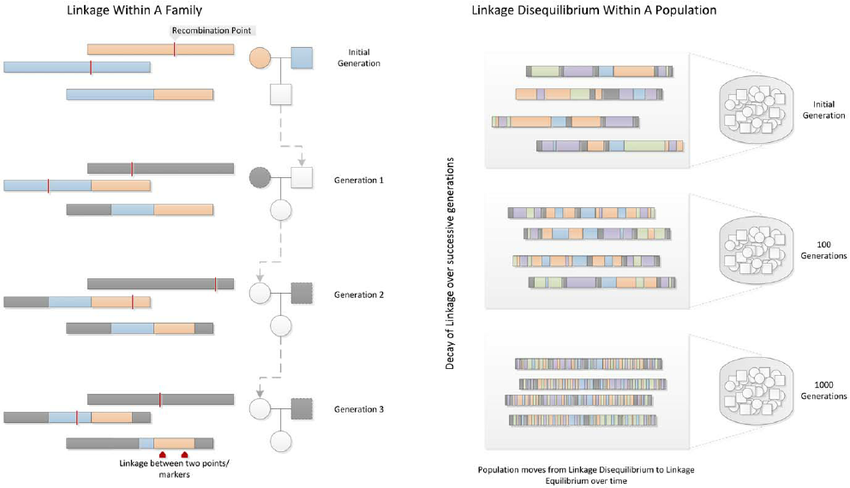 Linkage Within A Family
Recombination Point
Initial
Generation
Generation 1
Generation 2
Generation 3
Linkage between two points/
markers
Linkage Disequilibrium Within A Population
Decay of Linkage over successive generations
Initial
Generation
100
Generations
1000
Generations
Population moves from Linkage Disequilibrium to Linkage
Equilibrium over time